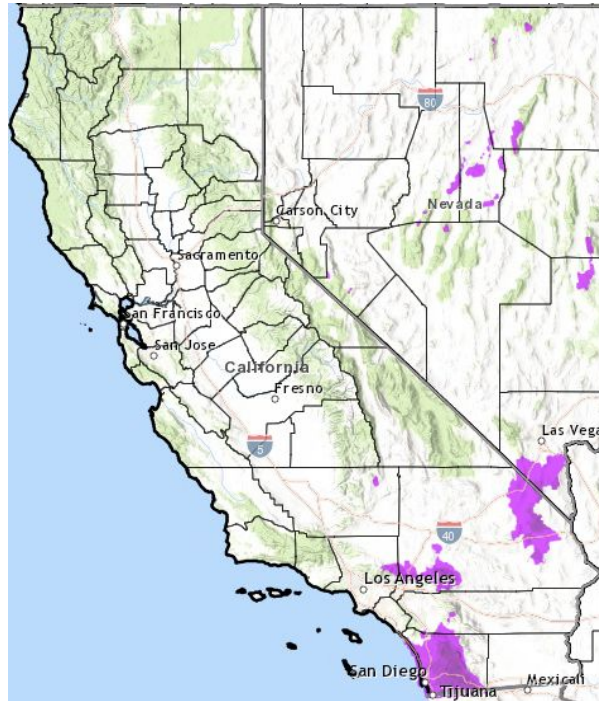 80
Nevada
Carson City
Sacramento
San Francisco
San Jose
California
Fresno
5
Las Vega
40
Los Angeles
San Diego
Mexicali
Tijuana